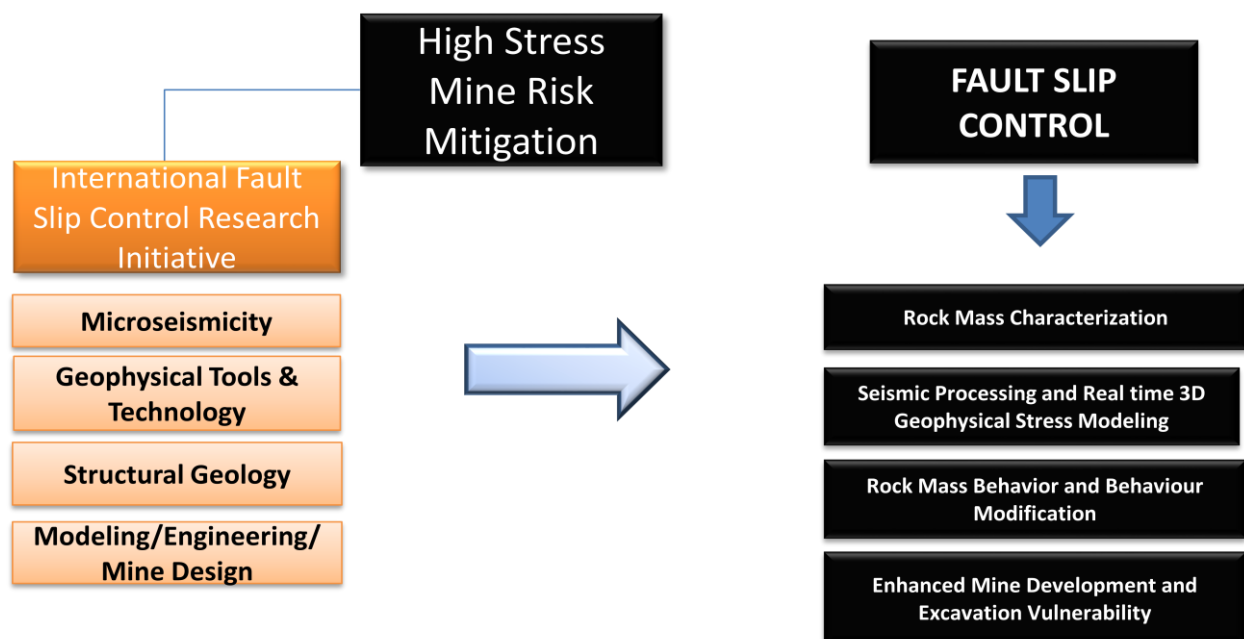 High Stress
Mine Risk
Mitigation
International Fault
Slip Control Research
Initiative
Microseismicity
Geophysical Tools &
Technology
Structural Geology
Modeling/Engineering/
Mine Design
FAULT SLIP
CONTROL
Rock Mass Characterization
Seismic Processing and Real time 3D
Geophysical Stress Modeling
Rock Mass Behavior and Behaviour
Modification
Enhanced Mine Development and
Excavation Vulnerability